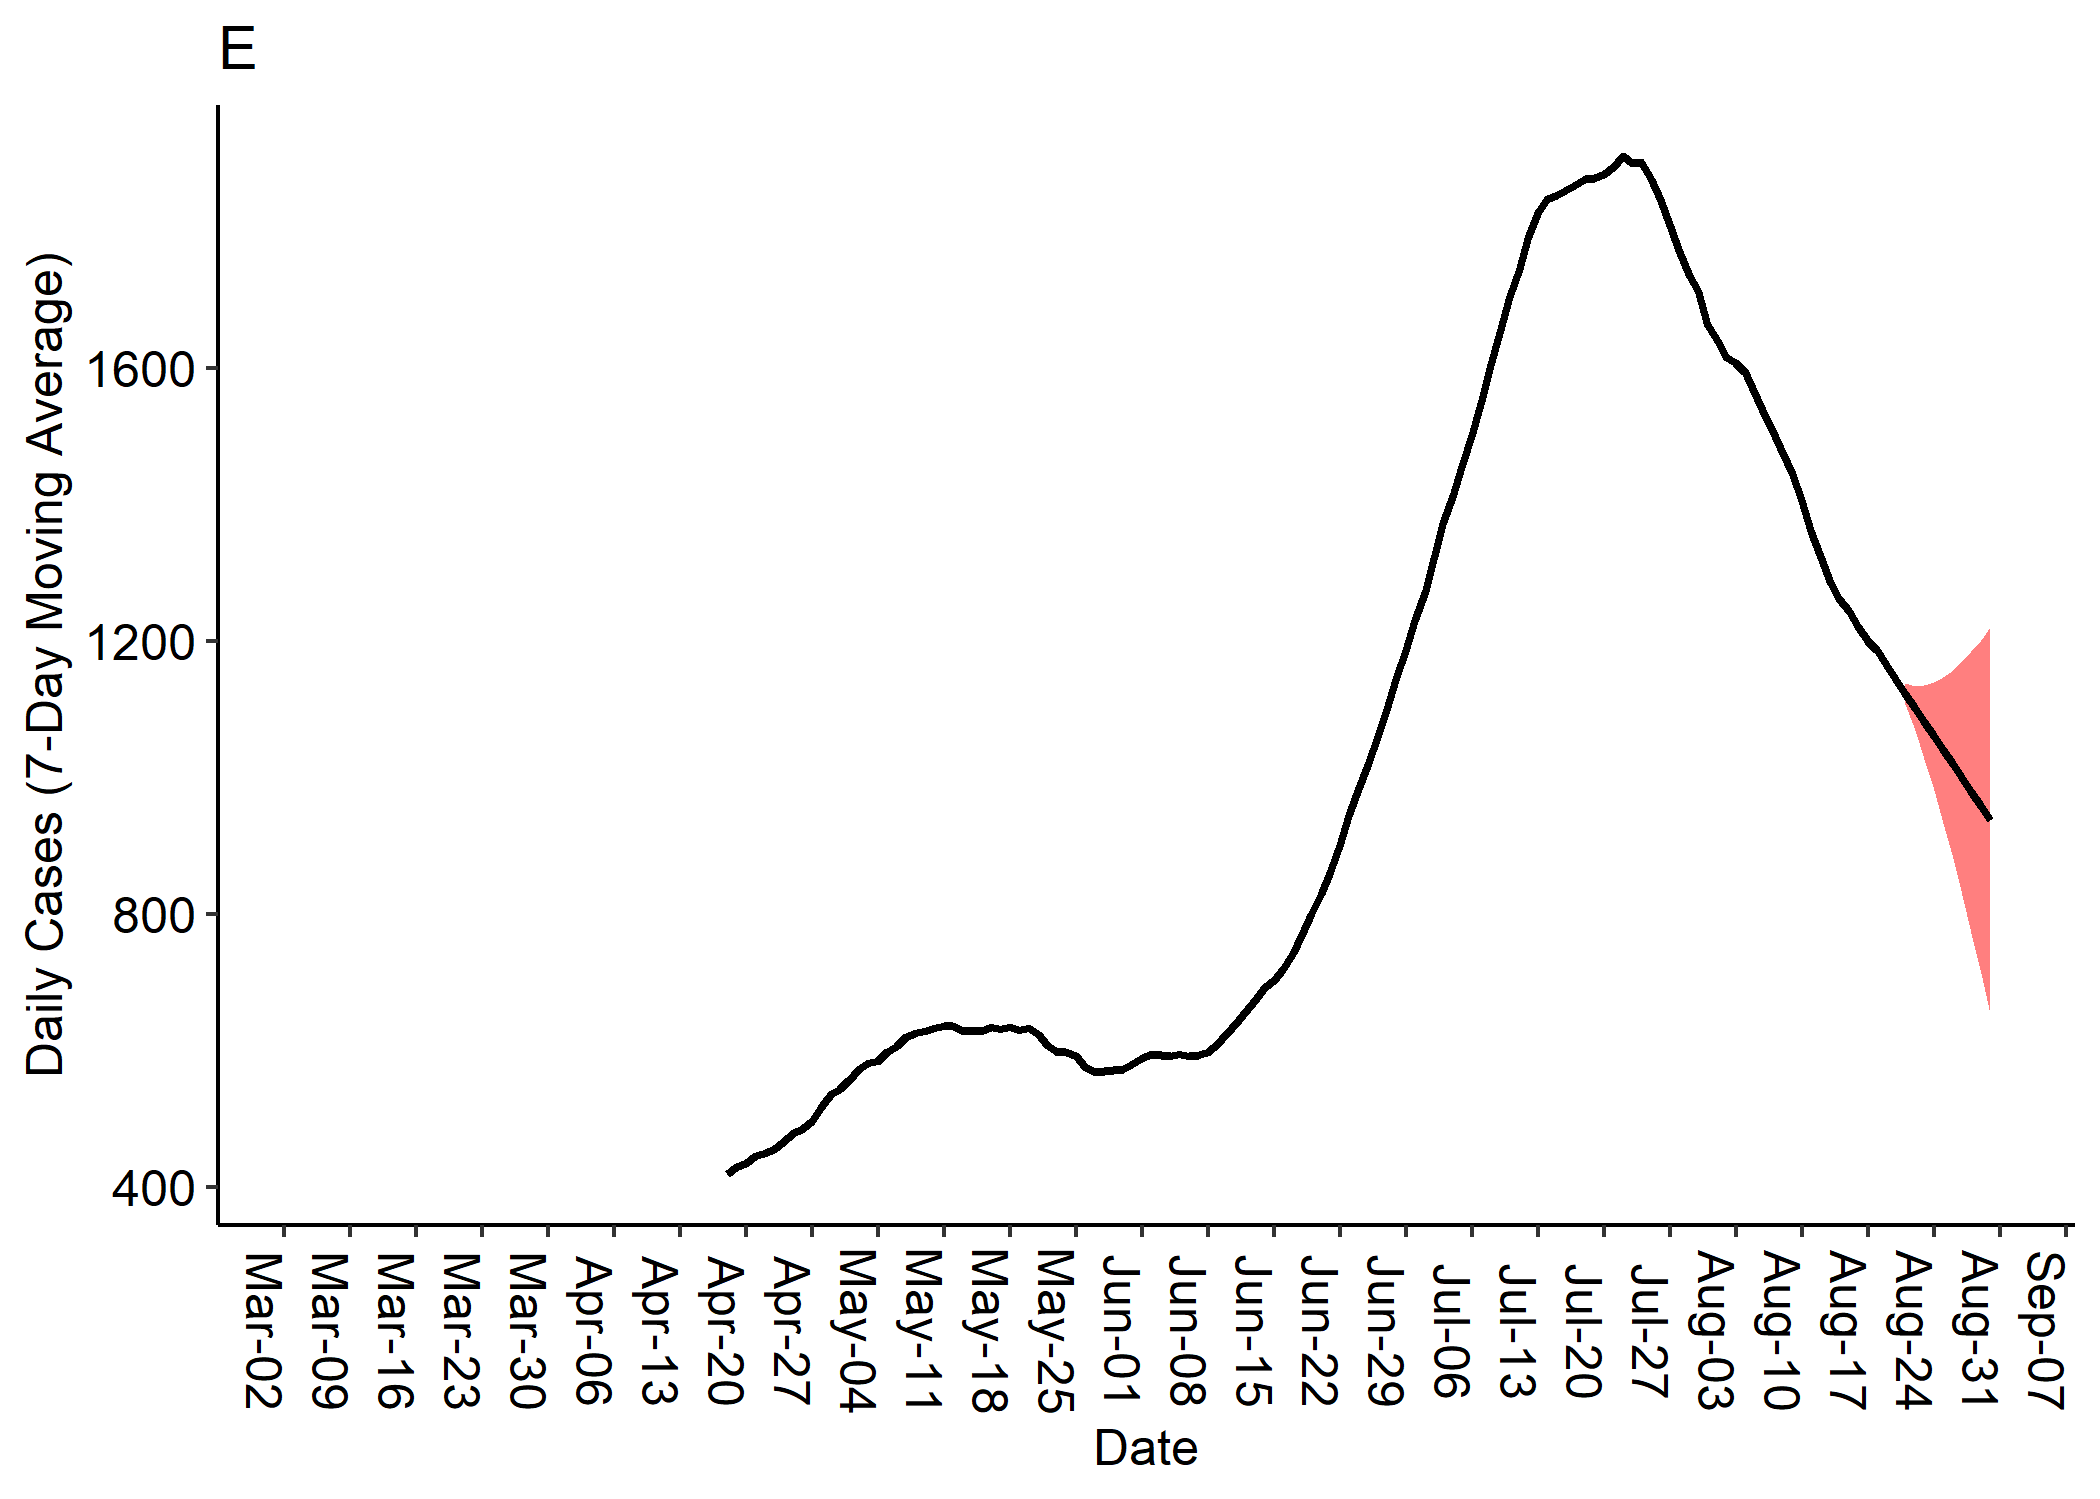 E
Daily Cases (7-Day Moving Average)
1600
1200
800
400
Mar-02
Mar-09
Mar-16
Mar-23
Mar-30
Apr-06
Apr-13
Apr-20
Apr-27
May-04
May-11
May-18
May-25
Jun-01
Jun-08
Jun-15
Jun-22
Jun-29
Jul-06
Jul-13
Jul-20
Jul-27
Aug-03
Aug-10
Aug-17
Aug-24
Aug-31
Sep-07
Date